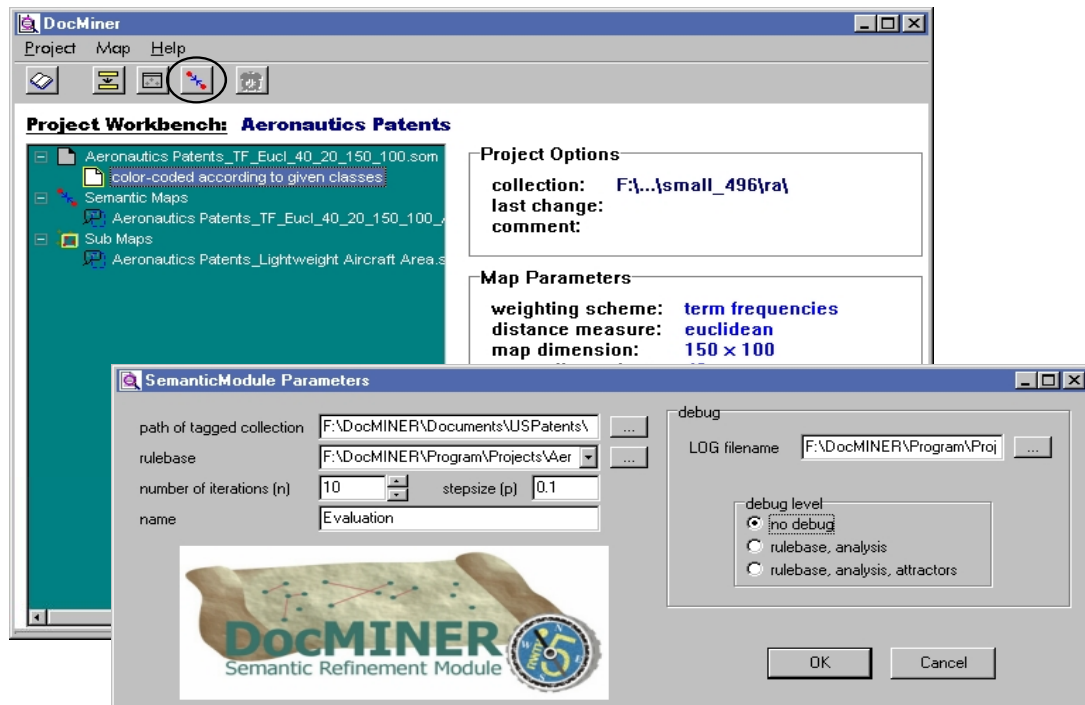 DocMiner
Project Map Help
Project Workbench: Aeronautics Patents
Aeronautics Patents_TF_Eucl_40_20_150_100.som
color-coded according to given classes
Semantic Maps
Aeronautics Patents_TF_Eucl_40_20_150_100_
Sub Maps
Aeronautics Patents_Lightweight Aircraft Area.s
Project Options
collection: F:\...\small_496\ra\
last change:
comment:
Map Parameters
weighting scheme: term frequencies
distance measure: euclidean
map dimension: 150 × 100
SemanticModule Parameters
path of tagged collection F:\DocMINER\Documents\USPatents\ ...
rulebase F:\DocMINER\Program\Projects\Aer ...
number of iterations (n) 10 stepsize (p) 0.1
name Evaluation
debug
LOG filename F:\DocMINER\Program\Proj ...
debug level
no debug
rulebase, analysis
rulebase, analysis, attractors
DocMINER
Semantic Refinement Module
OK Cancel